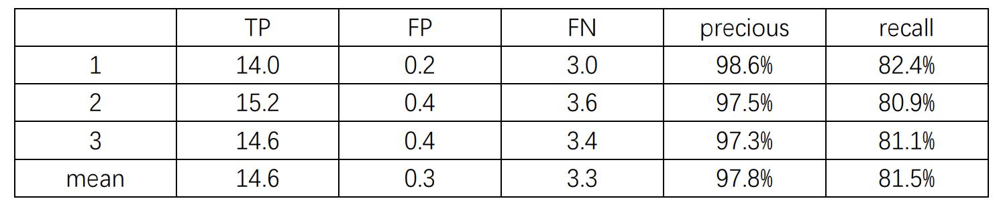 TP FP FN precious recall
1 14.0 0.2 3.0 98.6% 82.4%
2 15.2 0.4 3.6 97.5% 80.9%
3 14.6 0.4 3.4 97.3% 81.1%
mean 14.6 0.3 3.3 97.8% 81.5%